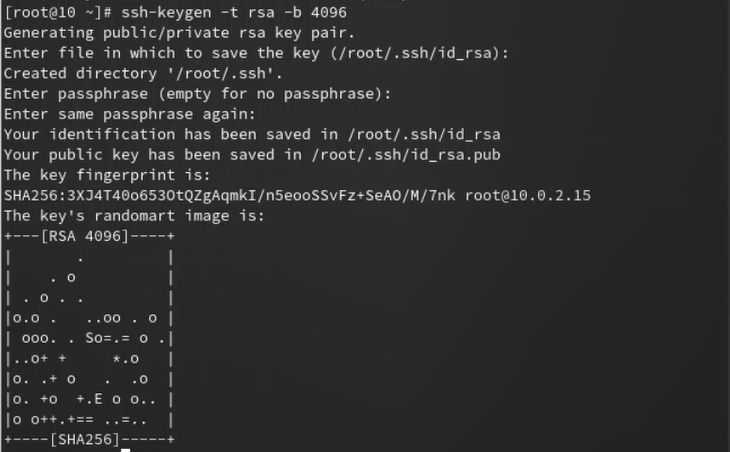 [root@10 ~]# ssh-keygen -t rsa -b 4096
Generating public/private rsa key pair.
Enter file in which to save the key (/root/.ssh/id_rsa):
Created directory '/root/.ssh'.
Enter passphrase (empty for no passphrase):
Enter same passphrase again:
Your identification has been saved in /root/.ssh/id_rsa
Your public key has been saved in /root/.ssh/id_rsa.pub
The key fingerprint is:
SHA256:3XJ4T40o653OtQZgAqmkI/n5eooSSvFz+SeAO/M/7nk root@10.0.2.15
The key's randomart image is:
+---[RSA 4096]----+
|        .        |
|     . o         |
| . o . .         |
|o.o .   ..oo . o |
| ooo. . So=.= o .|
|..o+ +     *.o   |
|o. .+ o   .  .o  |
|o. +o  +.E o o.. |
|o o++.+== ..=..  |
+----[SHA256]-----+